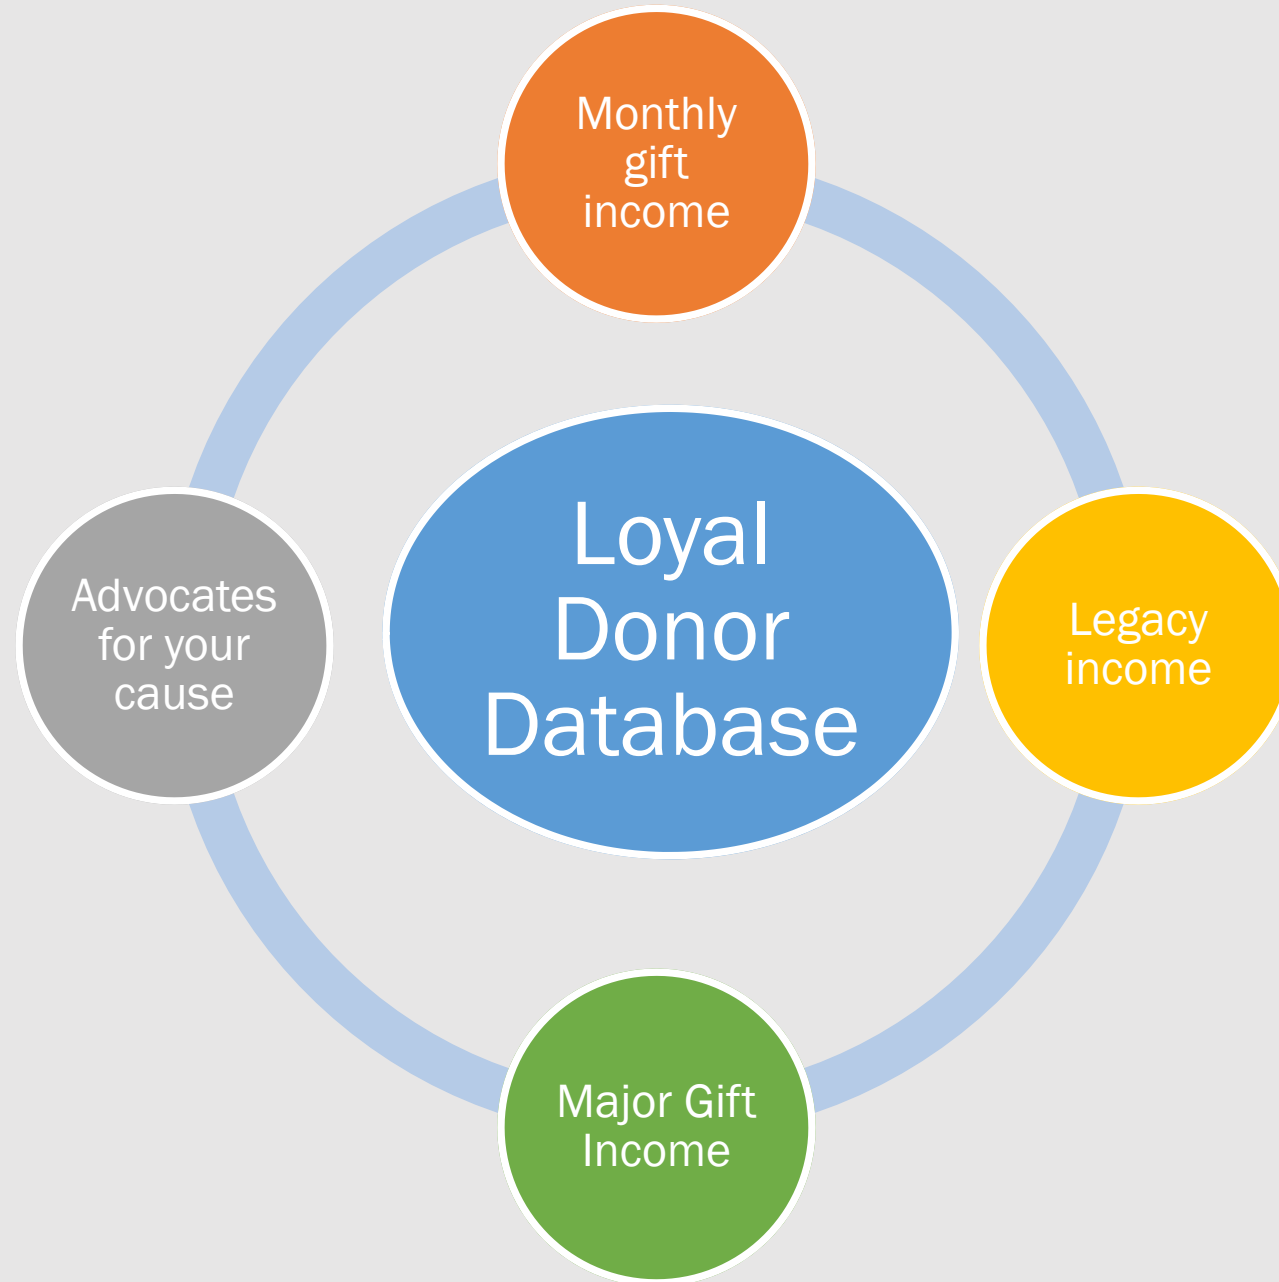 Monthly
gift
income
Loyal
Donor
Database
Advocates
for your
cause
Legacy
income
Major Gift
Income